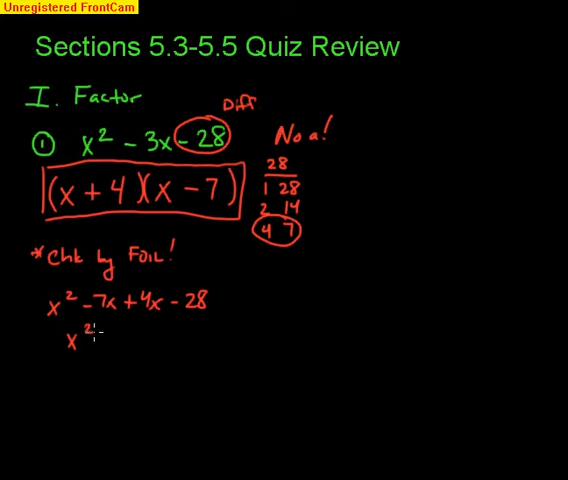 Unregistered FrontCam
Sections 5.3-5.5 Quiz Review
I. Factor
Diff
① x² - 3x - 28
No a!
(x + 4)(x - 7)
28
1 28
2 14
4 7
*Chk by FOIL!
x² - 7x + 4x - 28
x² -